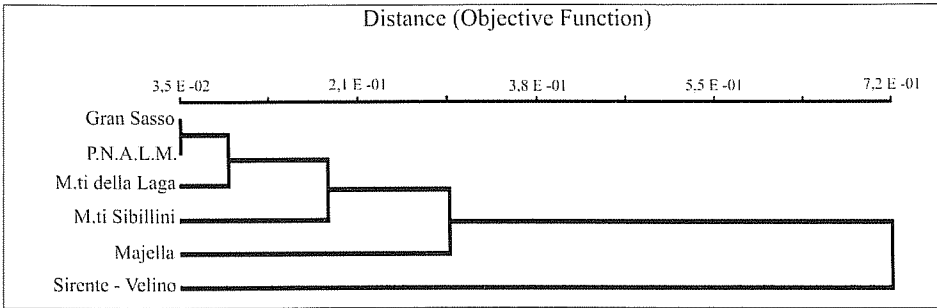 Distance (Objective Function)
3.5 E -02 2,1 E -01 3,8 E -01 5.5 E -01 7,2 E -01
Gran Sasso
P.N.A.L.M.
M.ti della Laga
M.ti Sibillini
Majella
Sirente - Velino